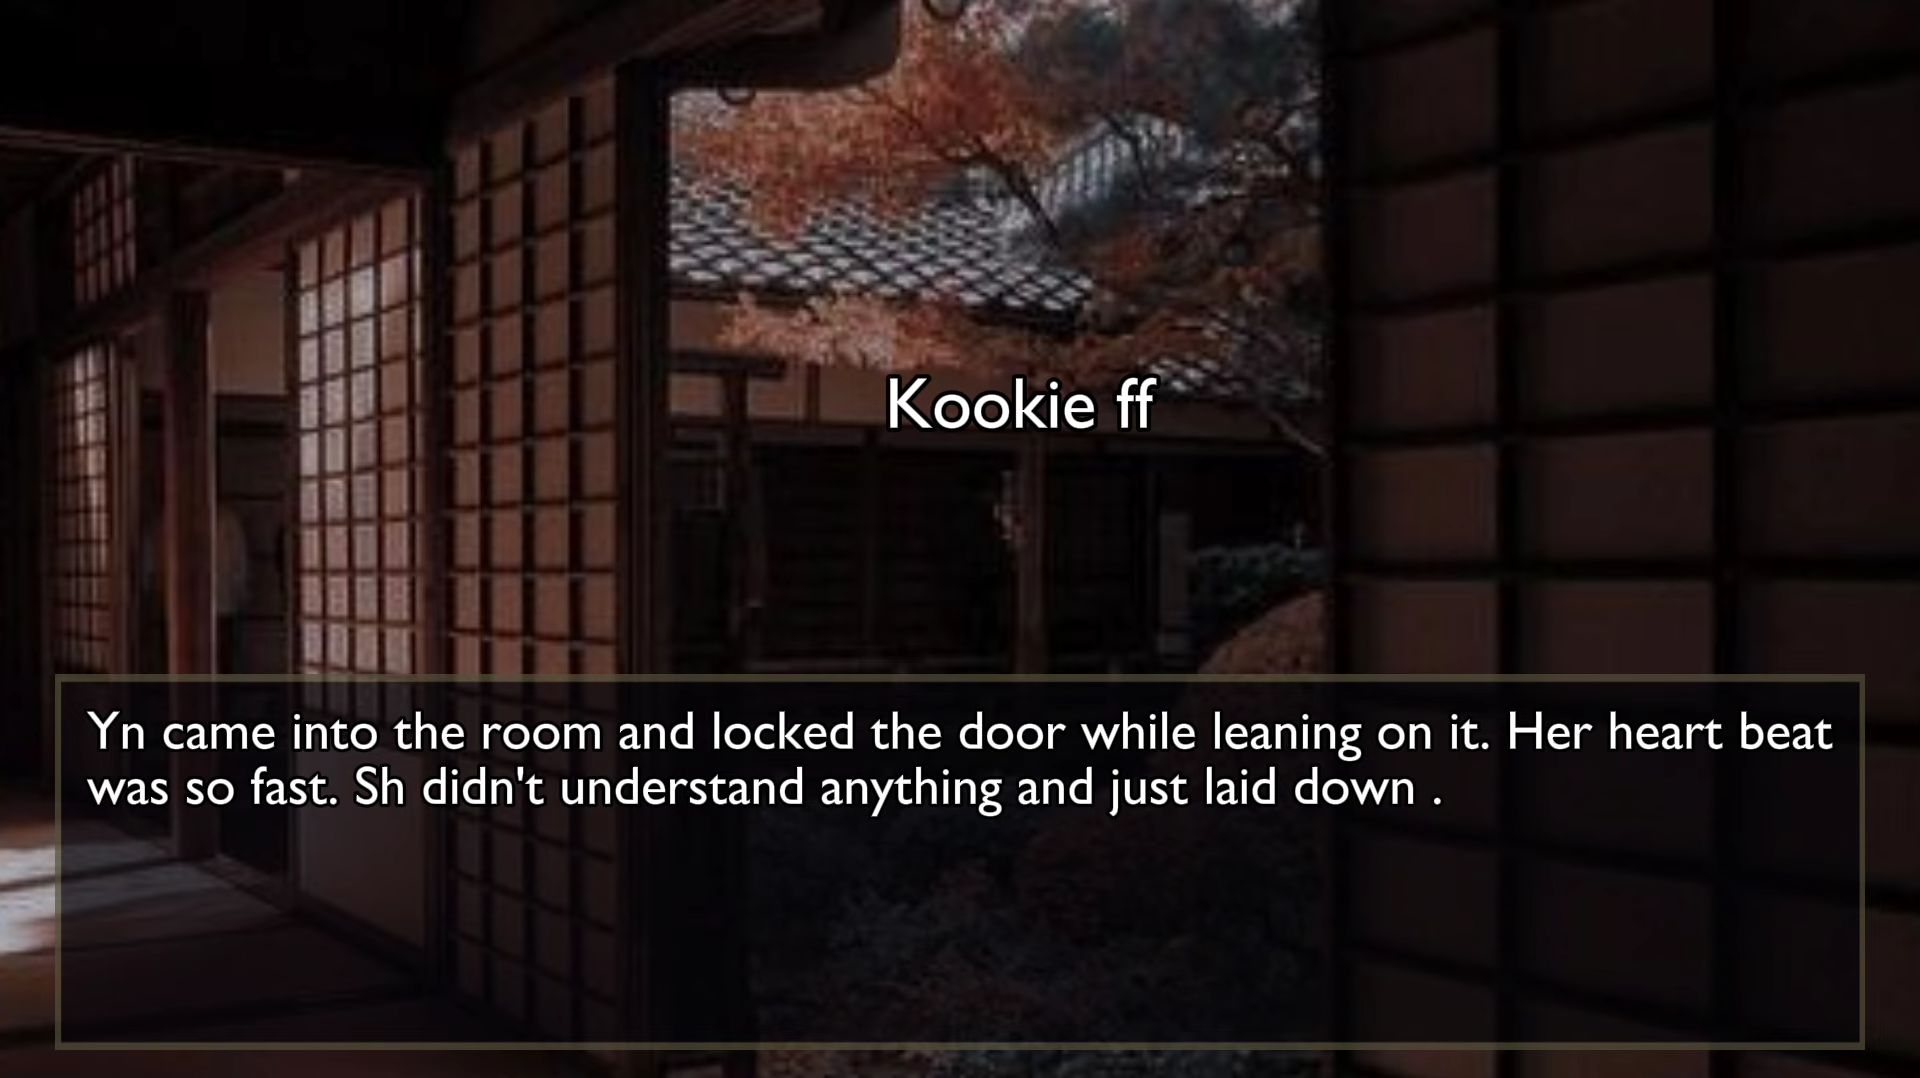 Kookie ff
Yn came into the room and locked the door while leaning on it. Her heart beat
was so fast. Sh didn't understand anything and just laid down .